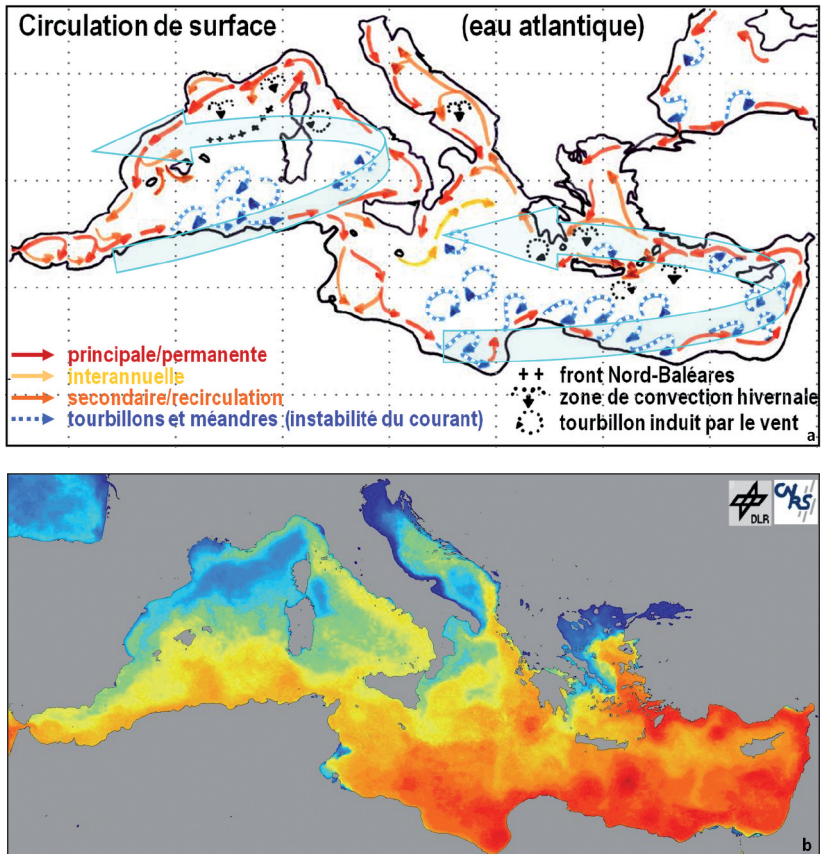 Circulation de surface (eau atlantique)
principale/permanente
interannuelle
secondaire/recirculation
tourbillons et méandres (instabilité du courant)
front Nord-Baléares
zone de convection hivernale
tourbillon induit par le vent
a
DLR
CNRS
b